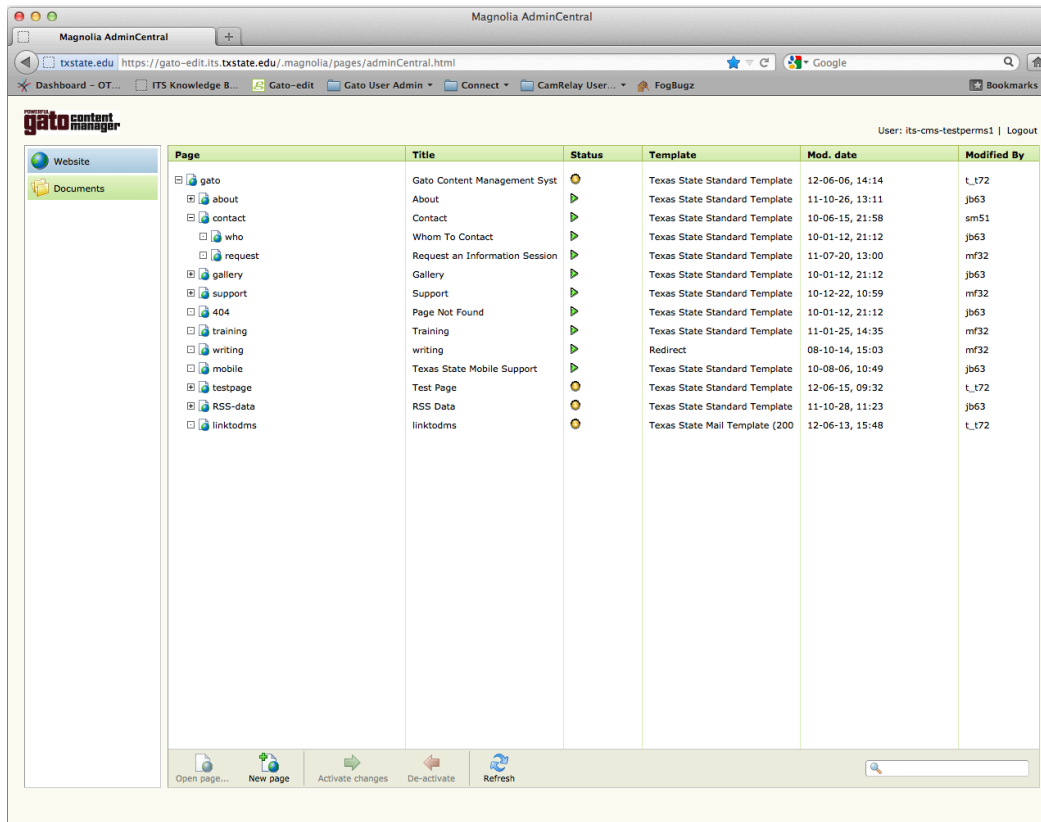 Magnolia AdminCentral
Magnolia AdminCentral
txstate.edu https://gato-edit.its.txstate.edu/.magnolia/pages/adminCentral.html Google
Dashboard – OT... ITS Knowledge B... Gato-edit Gato User Admin Connect CamRelay User... FogBugz Bookmarks
POWERFUL
gato content manager
User: its-cms-testperms1 | Logout
Website
Documents
Page Title Status Template Mod. date Modified By
gato Gato Content Management Syst Texas State Standard Template 12-06-06, 14:14 t_t72
about About Texas State Standard Template 11-10-26, 13:11 jb63
contact Contact Texas State Standard Template 10-06-15, 21:58 sm51
who Whom To Contact Texas State Standard Template 10-01-12, 21:12 jb63
request Request an Information Session Texas State Standard Template 11-07-20, 13:00 mf32
gallery Gallery Texas State Standard Template 10-01-12, 21:12 jb63
support Support Texas State Standard Template 10-12-22, 10:59 mf32
404 Page Not Found Texas State Standard Template 10-01-12, 21:12 jb63
training Training Texas State Standard Template 11-01-25, 14:35 mf32
writing writing Redirect 08-10-14, 15:03 mf32
mobile Texas State Mobile Support Texas State Standard Template 10-08-06, 10:49 jb63
testpage Test Page Texas State Standard Template 12-06-15, 09:32 t_t72
RSS-data RSS Data Texas State Standard Template 11-10-28, 11:23 jb63
linktodms linktodms Texas State Mail Template (200 12-06-13, 15:48 t_t72
Open page... New page Activate changes De-activate Refresh